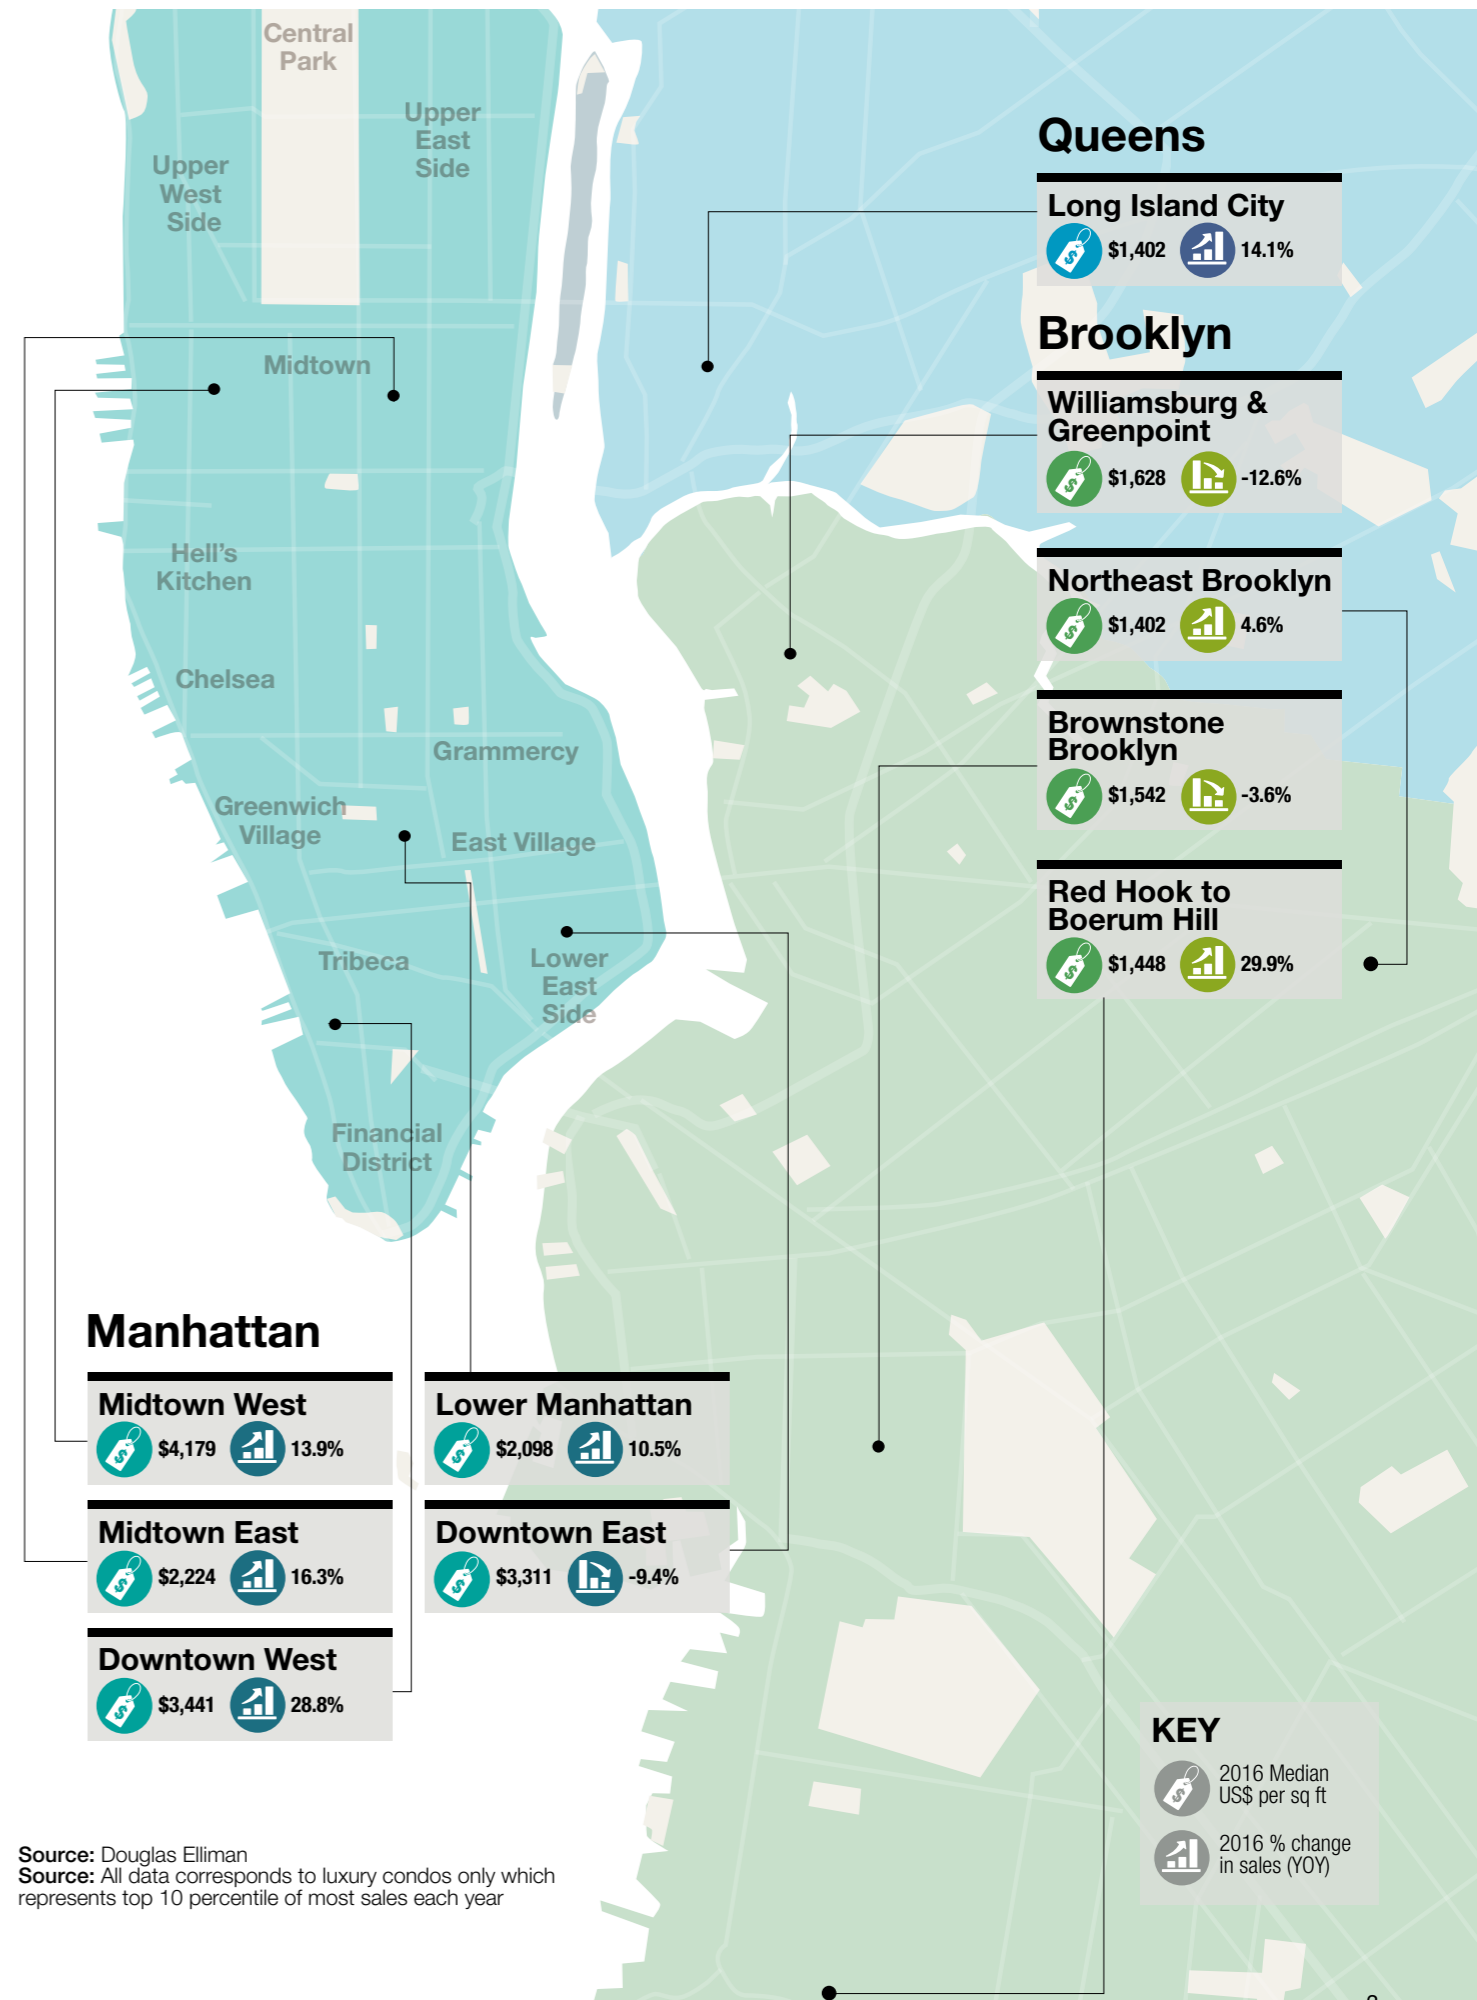 Central
Park
Upper
East
Side
Upper
West
Side
Midtown
Hell's
Kitchen
Chelsea
Grammercy
Greenwich
Village
East Village
Tribeca
Lower
East
Side
Financial
District
Queens
Long Island City
$1,402 14.1%
Brooklyn
Williamsburg &
Greenpoint
$1,628 -12.6%
Northeast Brooklyn
$1,402 4.6%
Brownstone
Brooklyn
$1,542 -3.6%
Red Hook to
Boerum Hill
$1,448 29.9%
Manhattan
Midtown West
$4,179 13.9%
Midtown East
$2,224 16.3%
Downtown West
$3,441 28.8%
Lower Manhattan
$2,098 10.5%
Downtown East
$3,311 -9.4%
KEY
2016 Median
US$ per sq ft
2016 % change
in sales (YOY)
Source: Douglas Elliman
Source: All data corresponds to luxury condos only which
represents top 10 percentile of most sales each year